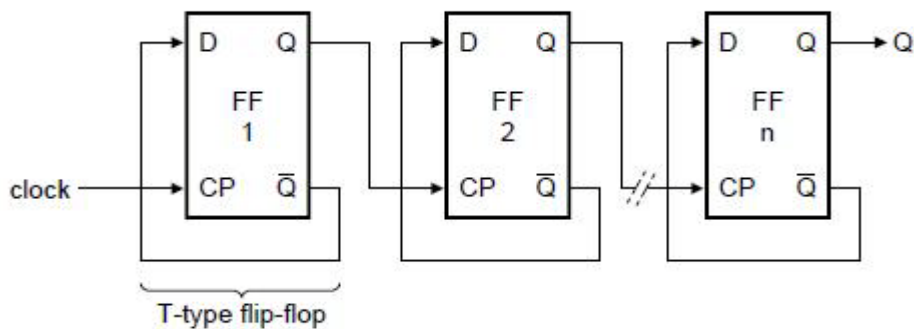 D Q D Q D Q Q
FF FF FF
1 2 n
clock CP Q̅ CP Q̅ CP Q̅
T-type flip-flop